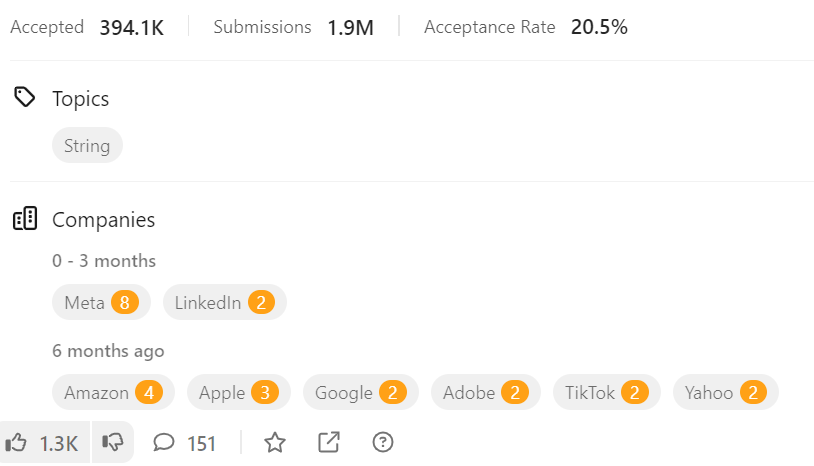 Accepted 394.1K Submissions 1.9M Acceptance Rate 20.5%
Topics
String
Companies
0 - 3 months
Meta 8 LinkedIn 2
6 months ago
Amazon 4 Apple 3 Google 2 Adobe 2 TikTok 2 Yahoo 2
1.3K 151